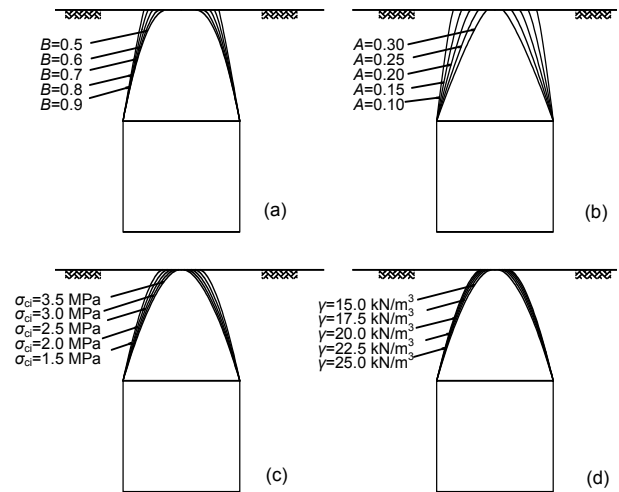 B=0.5
B=0.6
B=0.7
B=0.8
B=0.9
(a)
A=0.30
A=0.25
A=0.20
A=0.15
A=0.10
(b)
σci=3.5 MPa
σci=3.0 MPa
σci=2.5 MPa
σci=2.0 MPa
σci=1.5 MPa
(c)
γ=15.0 kN/m³
γ=17.5 kN/m³
γ=20.0 kN/m³
γ=22.5 kN/m³
γ=25.0 kN/m³
(d)